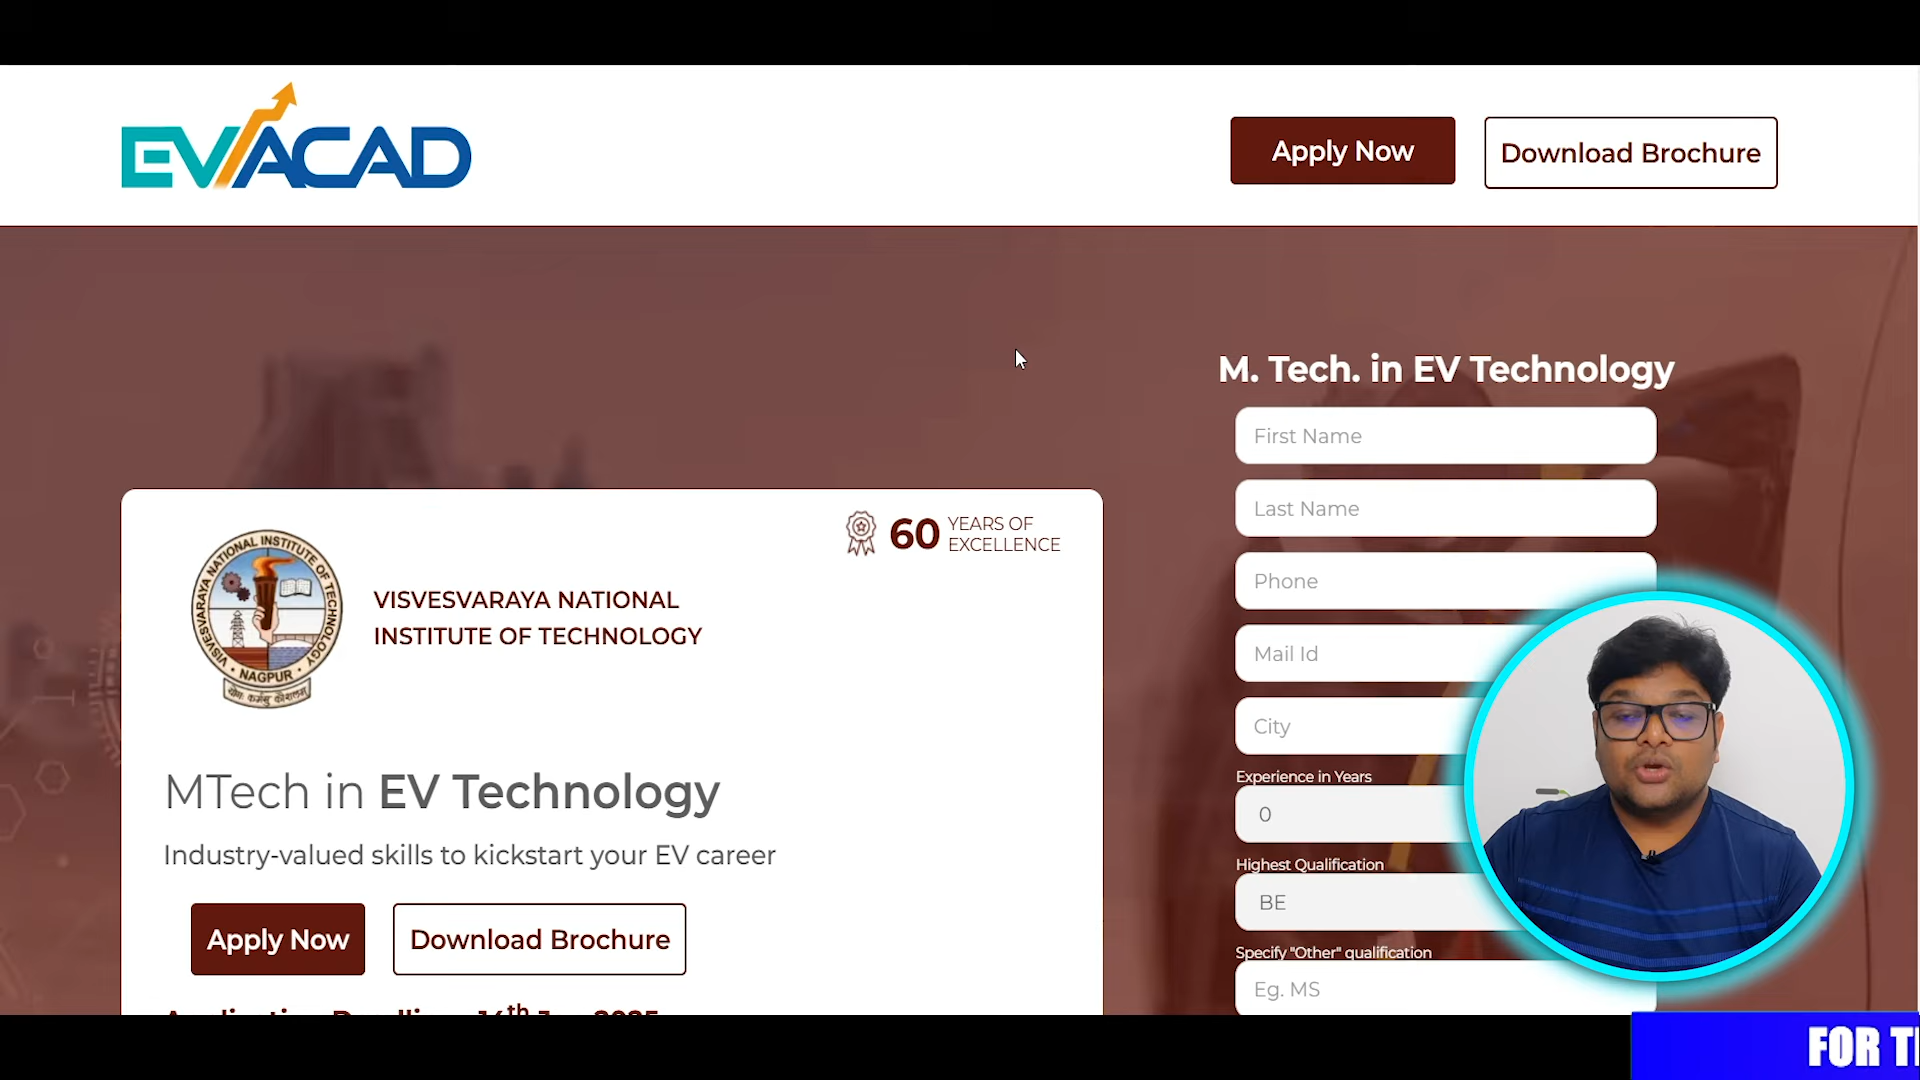 EVACAD
Apply Now
Download Brochure
M. Tech. in EV Technology
First Name
Last Name
Phone
Mail Id
City
Experience in Years
0
Highest Qualification
BE
Specify "Other" qualification
Eg. MS
60 YEARS OF
EXCELLENCE
VISVESVARAYA NATIONAL INSTITUTE OF TECHNOLOGY
NAGPUR
योगः कर्मसु कौशलम्
VISVESVARAYA NATIONAL
INSTITUTE OF TECHNOLOGY
MTech in EV Technology
Industry-valued skills to kickstart your EV career
Apply Now
Download Brochure
FOR